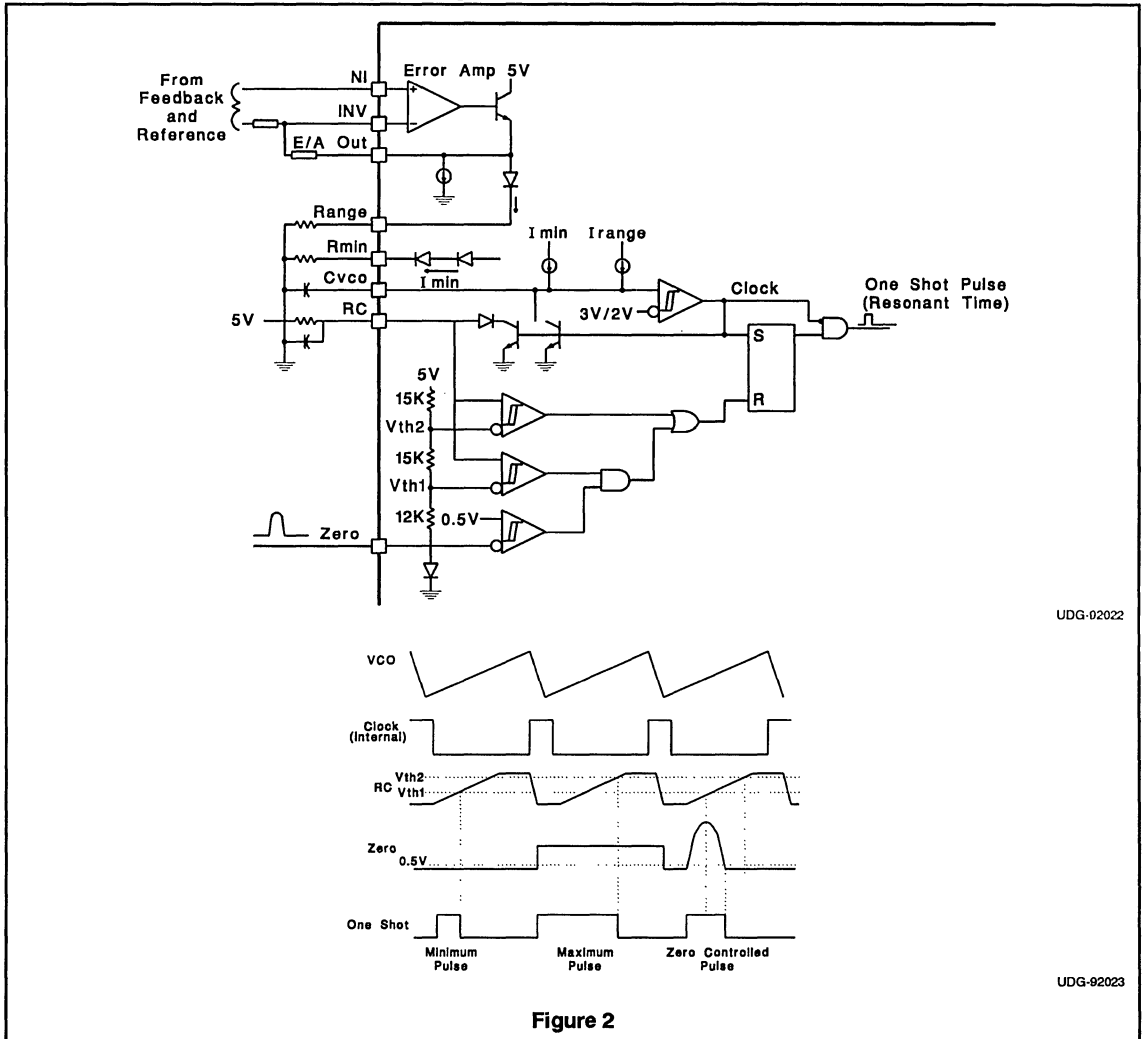 From
Feedback
and
Reference
NI
INV
E/A Out
Error Amp
5V
Range
Rmin
Cvco
RC
5V
I min
I min
I range
3V/2V
Clock
One Shot Pulse
(Resonant Time)
S
R
5V
15K
Vth2
15K
Vth1
12K
0.5V
Zero
UDG-02022
VCO
Clock
(Internal)
RC
Vth2
Vth1
Zero
0.5V
One Shot
Minimum
Pulse
Maximum
Pulse
Zero Controlled
Pulse
UDG-92023
Figure 2